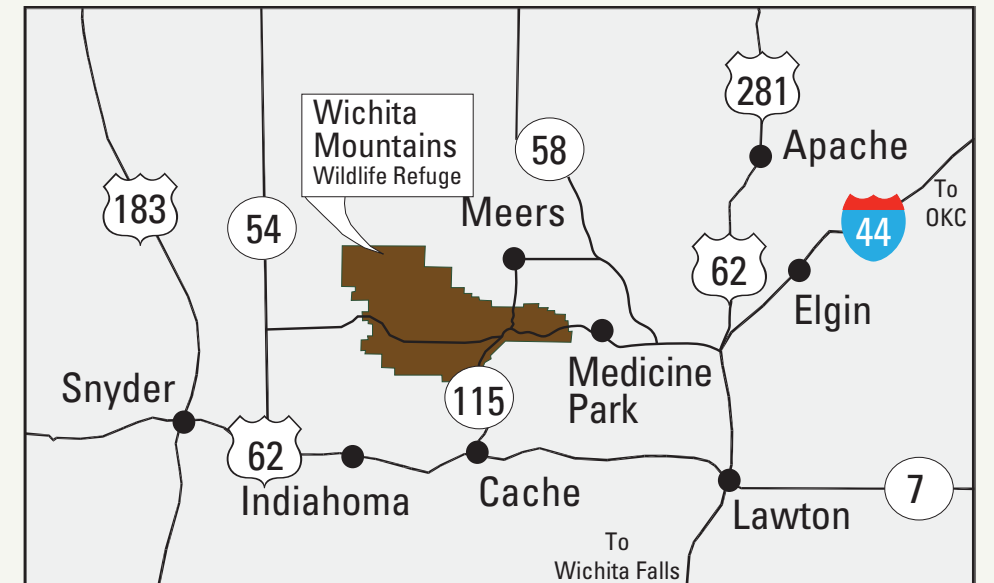 281
Wichita
Mountains
Wildlife Refuge
58
Apache
183
54
Meers
To
OKC
44
62
Elgin
Snyder
115
Medicine
Park
62
Indiahoma
Cache
7
Lawton
To
Wichita Falls